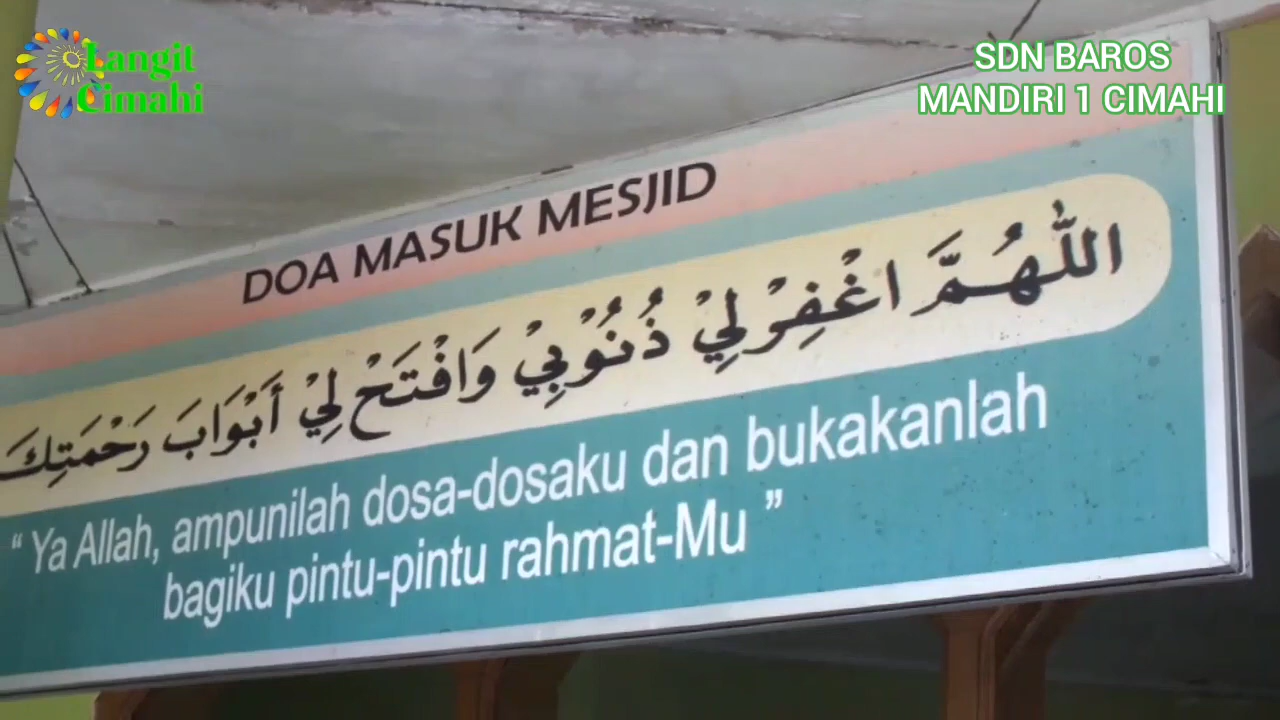 Langit
Cimahi
SDN BAROS
MANDIRI 1 CIMAHI
DOA MASUK MESJID
اللّٰهُمَّ اغْفِرْلِيْ ذُنُوْبِيْ وَافْتَحْ لِيْ أَبْوَابَ رَحْمَتِكَ
“ Ya Allah, ampunilah dosa-dosaku dan bukakanlah
bagiku pintu-pintu rahmat-Mu ”